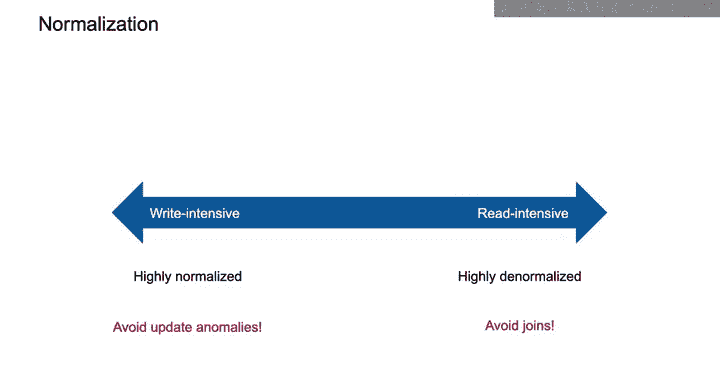 Normalization
Write-intensive
Read-intensive
Highly normalized
Highly denormalized
Avoid update anomalies!
Avoid joins!